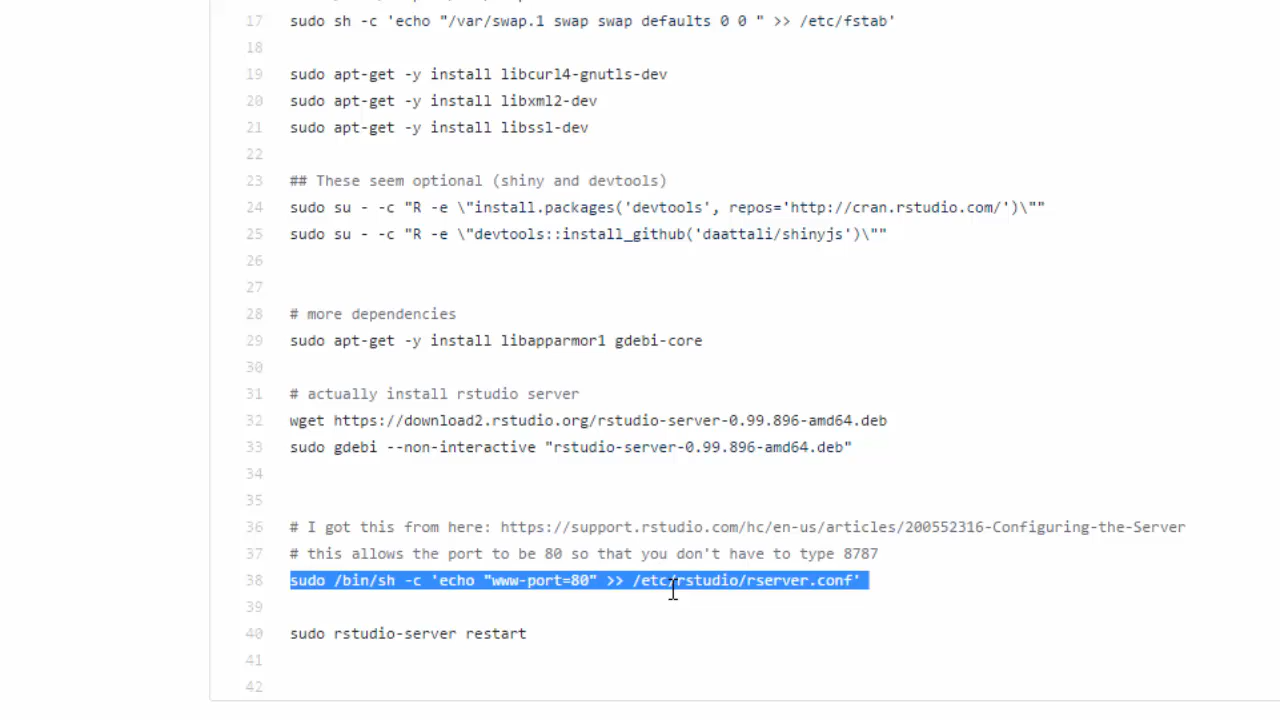 17 sudo sh -c 'echo "/var/swap.1 swap swap defaults 0 0 " >> /etc/fstab'
18
19 sudo apt-get -y install libcurl4-gnutls-dev
20 sudo apt-get -y install libxml2-dev
21 sudo apt-get -y install libssl-dev
22
23 ## These seem optional (shiny and devtools)
24 sudo su - -c "R -e \"install.packages('devtools', repos='http://cran.rstudio.com/')\""
25 sudo su - -c "R -e \"devtools::install_github('daattali/shinyjs')\""
26
27
28 # more dependencies
29 sudo apt-get -y install libapparmor1 gdebi-core
30
31 # actually install rstudio server
32 wget https://download2.rstudio.org/rstudio-server-0.99.896-amd64.deb
33 sudo gdebi --non-interactive "rstudio-server-0.99.896-amd64.deb"
34
35
36 # I got this from here: https://support.rstudio.com/hc/en-us/articles/200552316-Configuring-the-Server
37 # this allows the port to be 80 so that you don't have to type 8787
38 sudo /bin/sh -c 'echo "www-port=80" >> /etc/rstudio/rserver.conf'
39
40 sudo rstudio-server restart
41
42